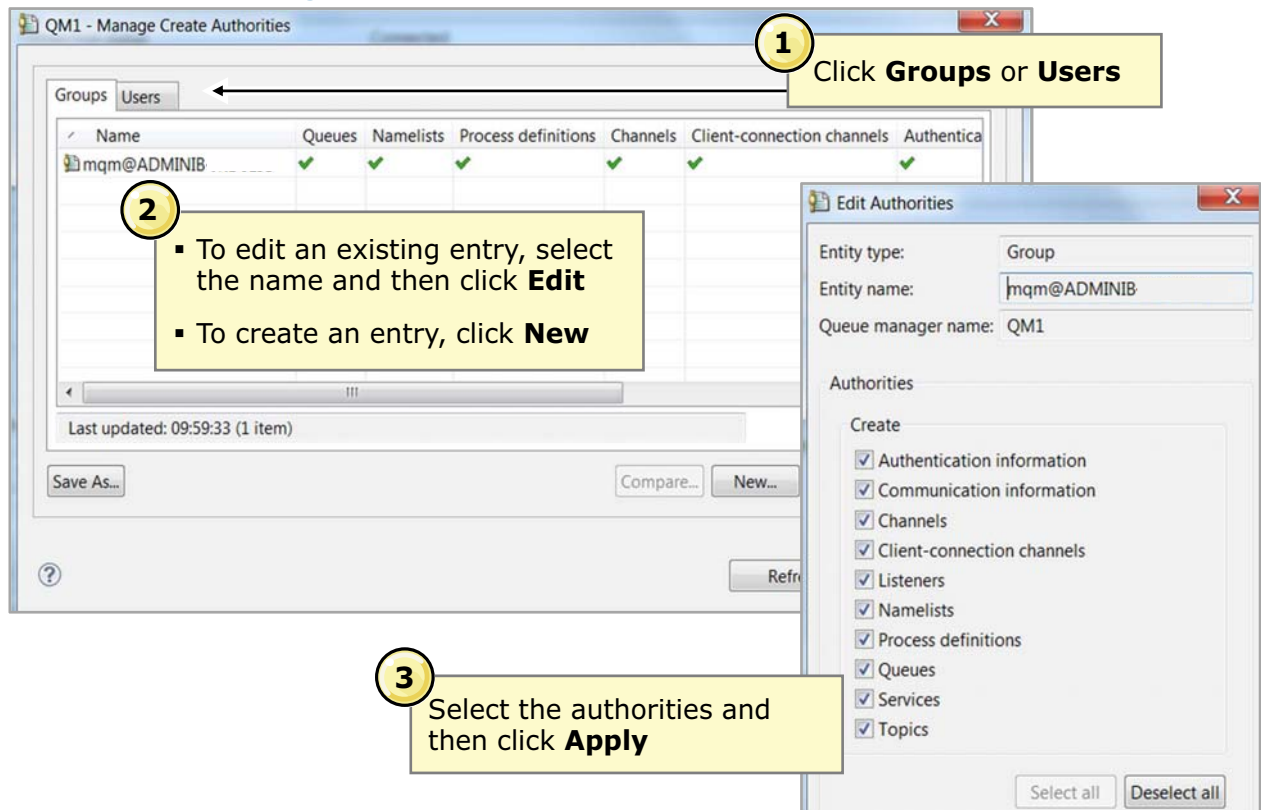 QM1 - Manage Create Authorities
1
Click Groups or Users
Groups Users
Name Queues Namelists Process definitions Channels Client-connection channels Authentica
mqm@ADMINIB
2
▪ To edit an existing entry, select
the name and then click Edit
▪ To create an entry, click New
Last updated: 09:59:33 (1 item)
Save As... Compare... New...
Refre
Edit Authorities
Entity type: Group
Entity name: mqm@ADMINIB
Queue manager name: QM1
Authorities
Create
Authentication information
Communication information
Channels
Client-connection channels
Listeners
Namelists
Process definitions
Queues
Services
Topics
Select all Deselect all
3
Select the authorities and
then click Apply